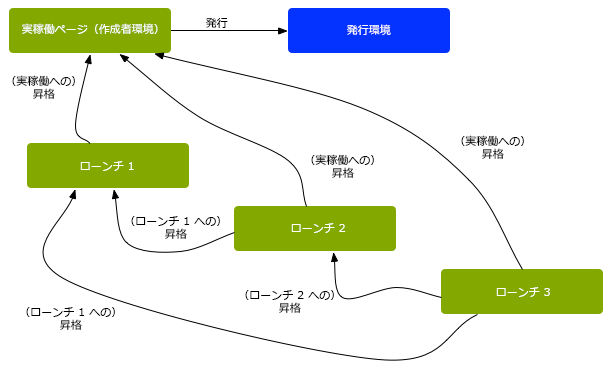 実稼働ページ（作成者環境）
発行
発行環境
（実稼働への）
昇格
（実稼働への）
昇格
ローンチ 1
（実稼働への）
昇格
（ローンチ 1 への）
昇格
ローンチ 2
（ローンチ 2 への）
昇格
ローンチ 3
（ローンチ 1 への）
昇格